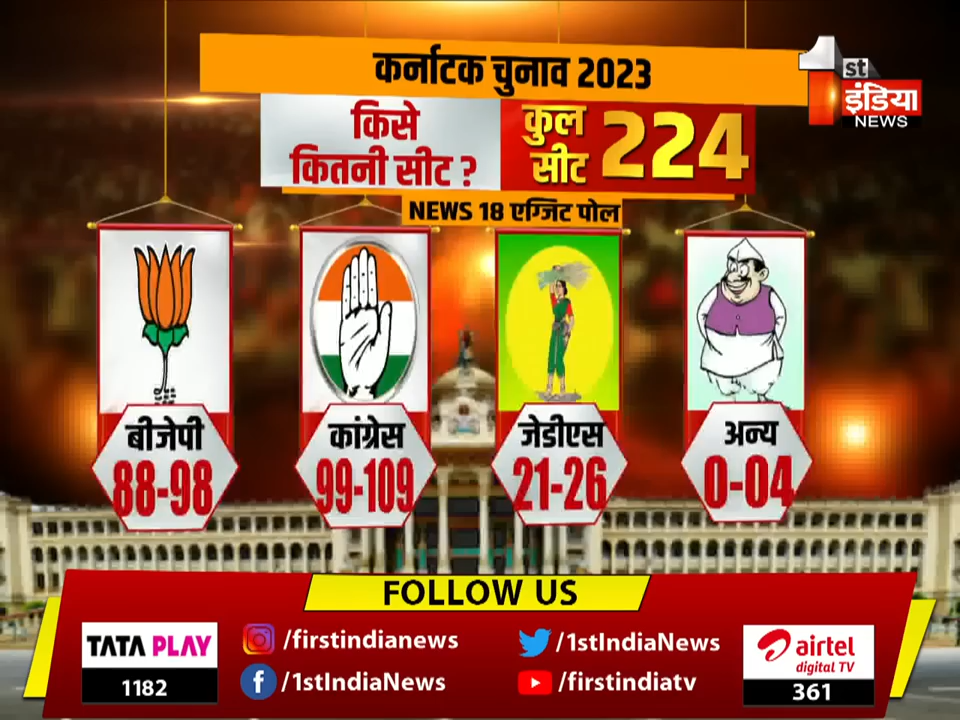 कर्नाटक चुनाव 2023
1st
इंडिया
NEWS
किसे
कितनी सीट ?
कुल
सीट
224
NEWS 18 एग्जिट पोल
बीजेपी
88-98
कांग्रेस
99-109
जेडीएस
21-26
अन्य
0-04
FOLLOW US
TATA PLAY
1182
/firstindianews
/1stIndiaNews
/1stIndiaNews
/firstindiatv
airtel
digital TV
361